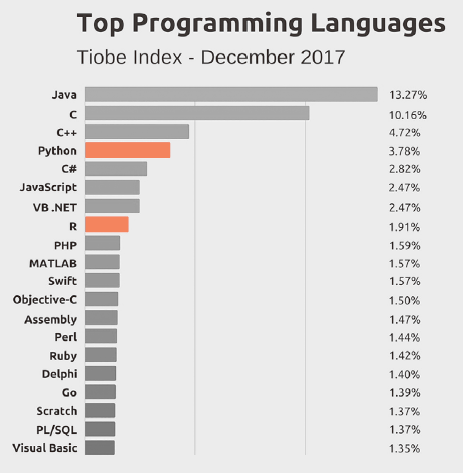 Top Programming Languages
Tiobe Index - December 2017
Java 13.27%
C 10.16%
C++ 4.72%
Python 3.78%
C# 2.82%
JavaScript 2.47%
VB .NET 2.47%
R 1.91%
PHP 1.59%
MATLAB 1.57%
Swift 1.57%
Objective-C 1.50%
Assembly 1.47%
Perl 1.44%
Ruby 1.42%
Delphi 1.40%
Go 1.39%
Scratch 1.37%
PL/SQL 1.37%
Visual Basic 1.35%